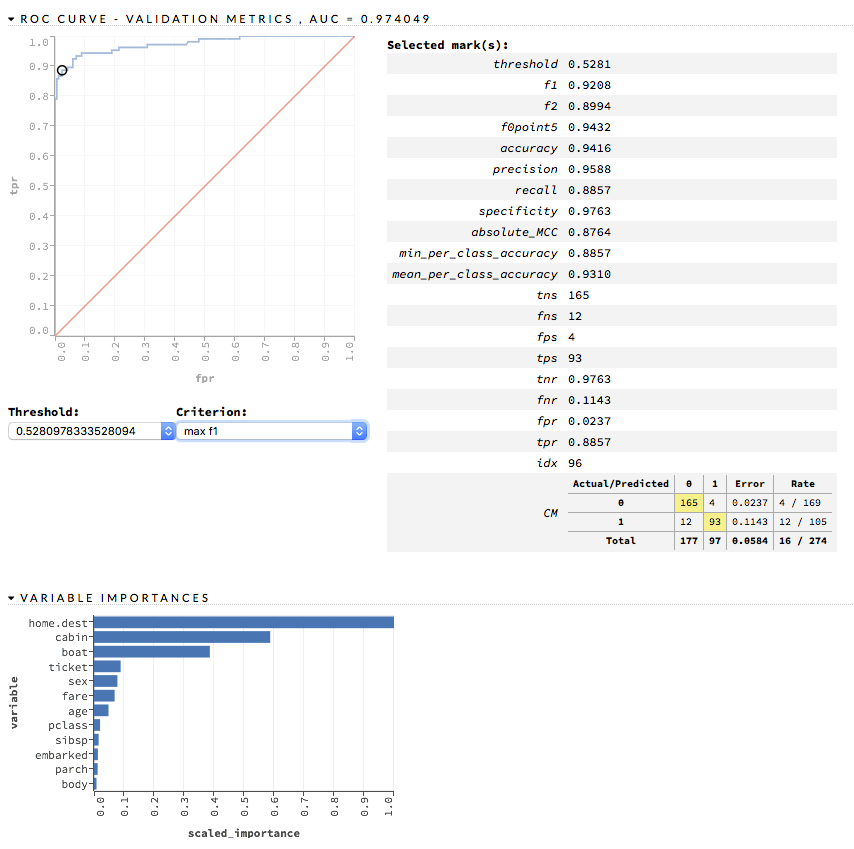 ▾ ROC CURVE - VALIDATION METRICS , AUC = 0.974049
1.0
0.9
0.8
0.7
0.6
0.5
0.4
0.3
0.2
0.1
0.0
tpr
0.0 0.1 0.2 0.3 0.4 0.5 0.6 0.7 0.8 0.9 1.0
fpr
Threshold: Criterion:
0.5280978333528094 max f1
Selected mark(s):
threshold 0.5281
f1 0.9208
f2 0.8994
f0point5 0.9432
accuracy 0.9416
precision 0.9588
recall 0.8857
specificity 0.9763
absolute_MCC 0.8764
min_per_class_accuracy 0.8857
mean_per_class_accuracy 0.9310
tns 165
fns 12
fps 4
tps 93
tnr 0.9763
fnr 0.1143
fpr 0.0237
tpr 0.8857
idx 96
CM
Actual/Predicted 0 1 Error Rate
0 165 4 0.0237 4 / 169
1 12 93 0.1143 12 / 105
Total 177 97 0.0584 16 / 274
▾ VARIABLE IMPORTANCES
variable
home.dest
cabin
boat
ticket
sex
fare
age
pclass
sibsp
embarked
parch
body
0.0 0.1 0.2 0.3 0.4 0.5 0.6 0.7 0.8 0.9 1.0
scaled_importance